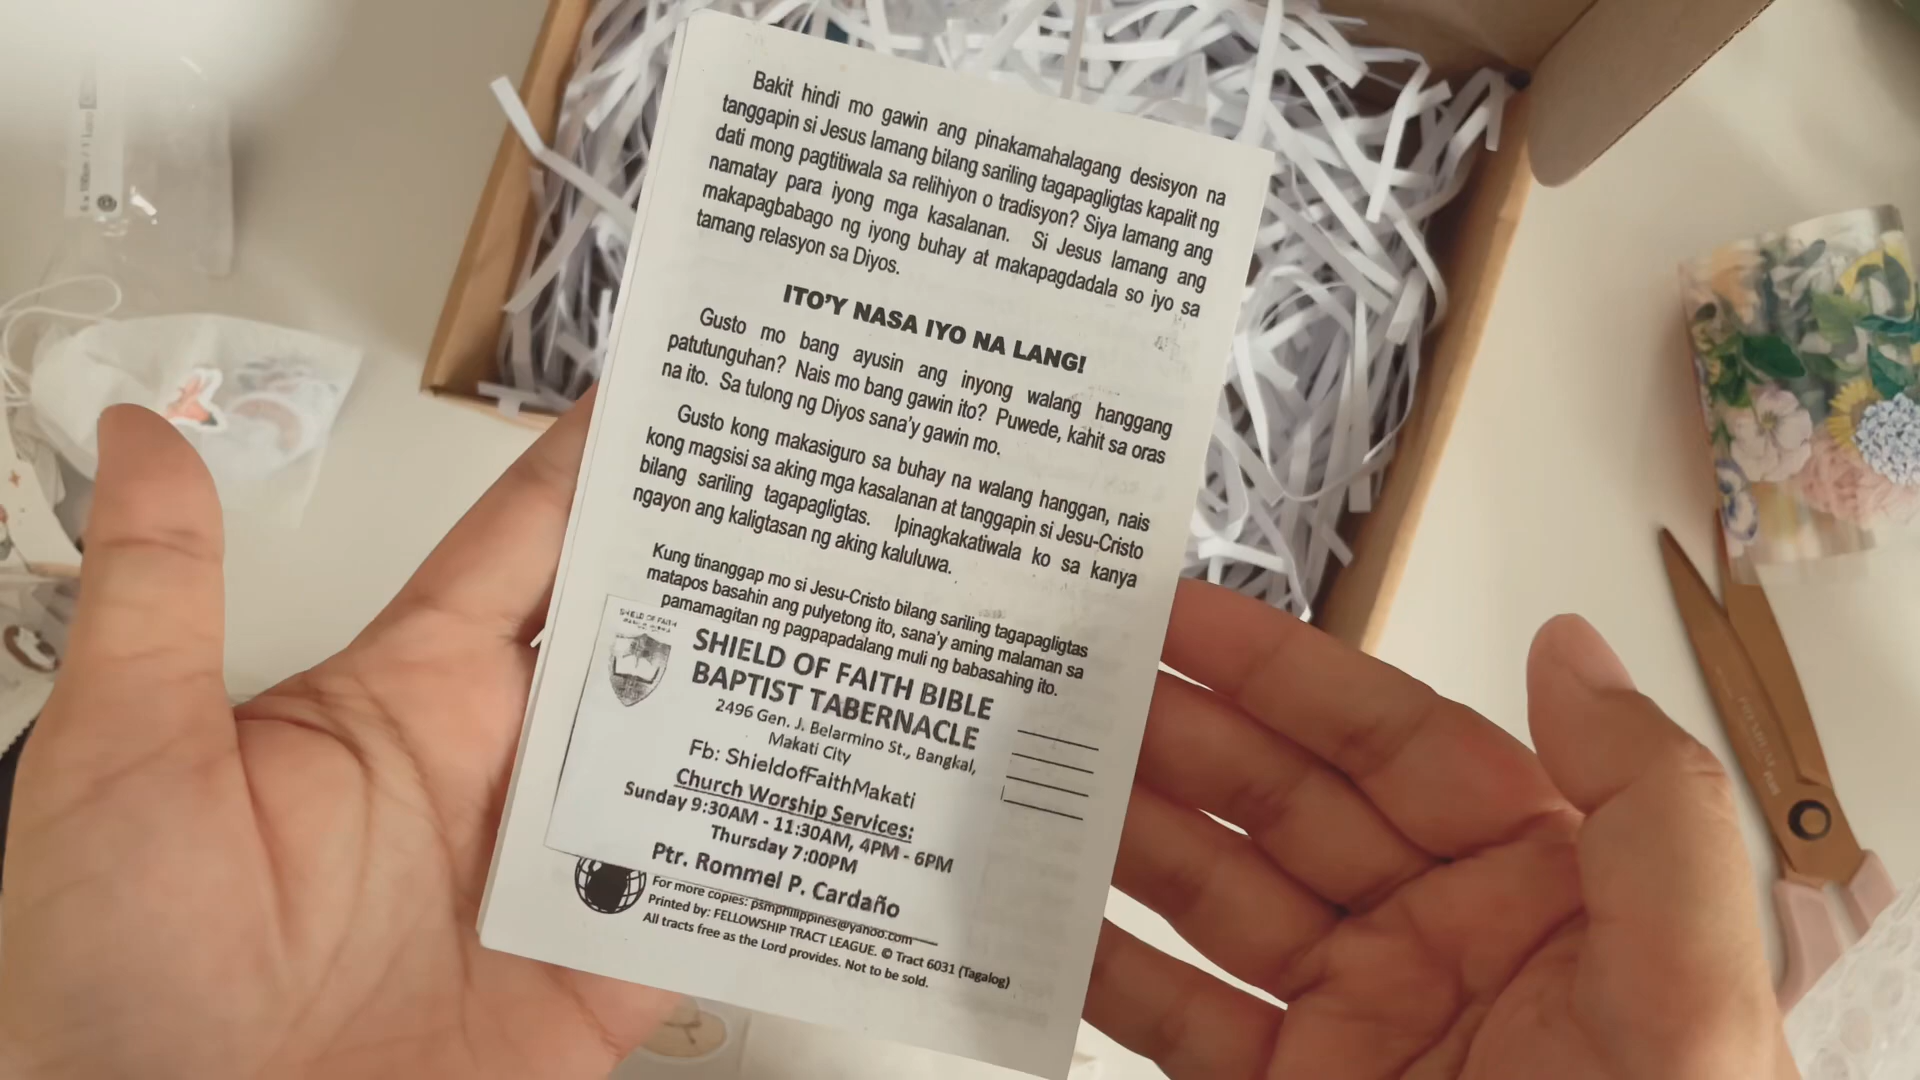 Bakit hindi mo gawin ang pinakamahalagang desisyon na
tanggapin si Jesus lamang bilang sariling tagapagligtas kapalit ng
dati mong pagtitiwala sa relihiyon o tradisyon? Siya lamang ang
namatay para iyong mga kasalanan. Si Jesus lamang ang
makapagbabago ng iyong buhay at makapagdadala so iyo sa
tamang relasyon sa Diyos.
ITO'Y NASA IYO NA LANG!
Gusto mo bang ayusin ang inyong walang hanggang
patutunguhan? Nais mo bang gawin ito? Puwede, kahit sa oras
na ito. Sa tulong ng Diyos sana'y gawin mo.
Gusto kong makasiguro sa buhay na walang hanggan, nais
kong magsisi sa aking mga kasalanan at tanggapin si Jesu-Cristo
bilang sariling tagapagligtas. Ipinagkakatiwala ko sa kanya
ngayon ang kaligtasan ng aking kaluluwa.
Kung tinanggap mo si Jesu-Cristo bilang sariling tagapagligtas
matapos basahin ang pulyetong ito, sana'y aming malaman sa
pamamagitan ng pagpapadalang muli ng babasahing ito.
SHIELD OF FAITH
SHIELD OF FAITH BIBLE
BAPTIST TABERNACLE
2496 Gen. J. Belarmino St., Bangkal,
Makati City
Fb: ShieldofFaithMakati
Church Worship Services:
Sunday 9:30AM - 11:30AM, 4PM - 6PM
Thursday 7:00PM
Ptr. Rommel P. Cardaño
For more copies: psmphilippines@yahoo.com
Printed by: FELLOWSHIP TRACT LEAGUE. © Tract 6031 (Tagalog)
All tracts free as the Lord provides. Not to be sold.